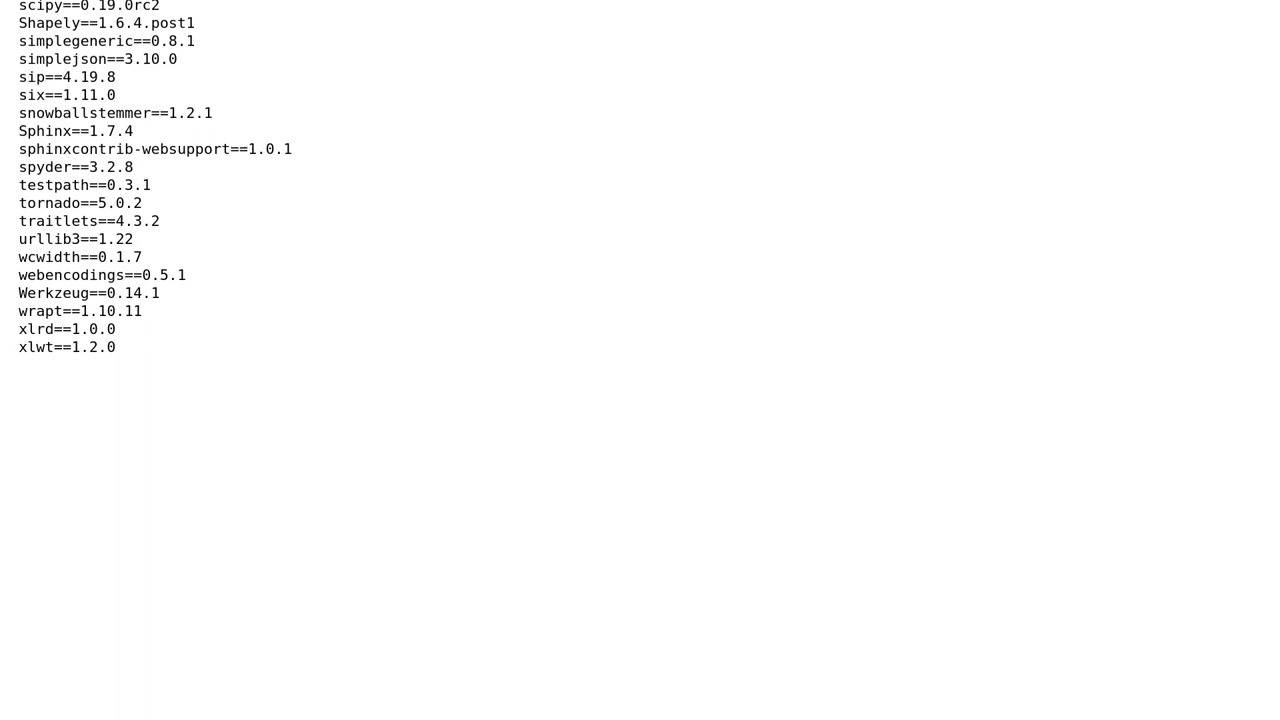 scipy==0.19.0rc2
Shapely==1.6.4.post1
simplegeneric==0.8.1
simplejson==3.10.0
sip==4.19.8
six==1.11.0
snowballstemmer==1.2.1
Sphinx==1.7.4
sphinxcontrib-websupport==1.0.1
spyder==3.2.8
testpath==0.3.1
tornado==5.0.2
traitlets==4.3.2
urllib3==1.22
wcwidth==0.1.7
webencodings==0.5.1
Werkzeug==0.14.1
wrapt==1.10.11
xlrd==1.0.0
xlwt==1.2.0